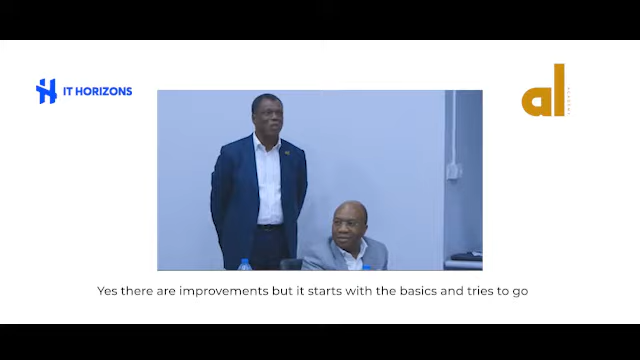 IT HORIZONS
al
Yes there are improvements but it starts with the basics and tries to go